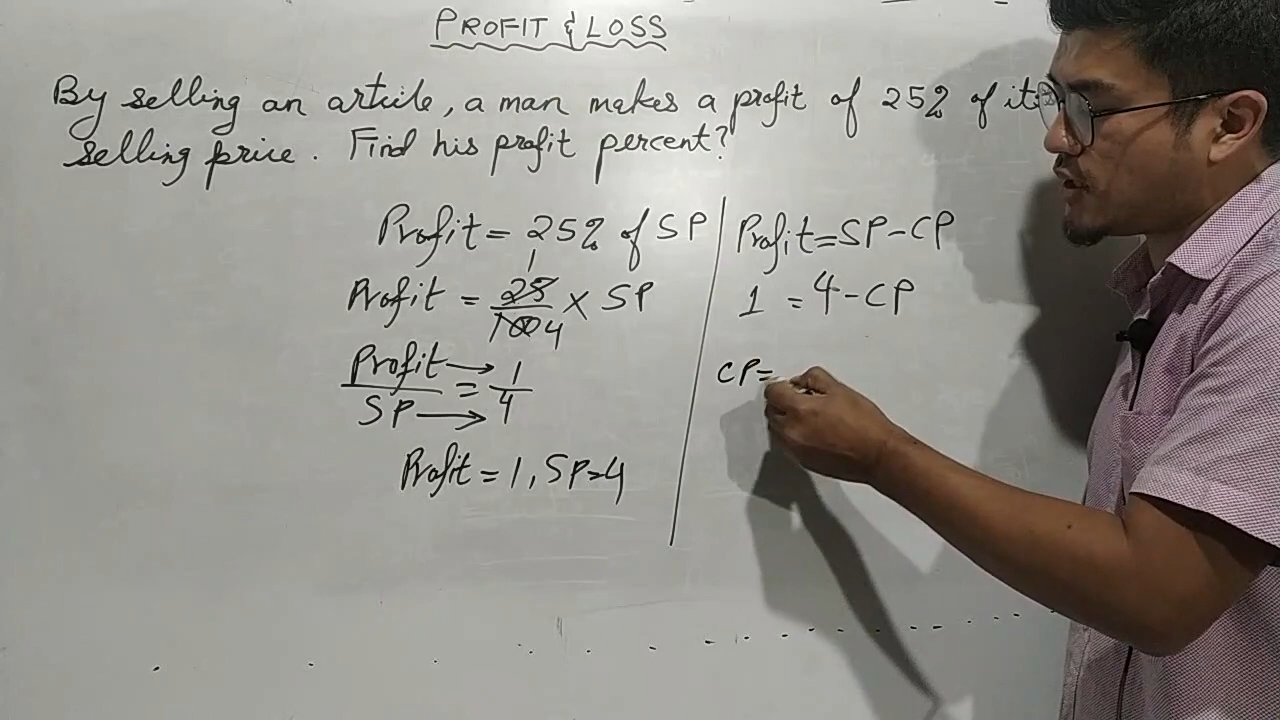 PROFIT & LOSS
By selling an article, a man makes a profit of 25% of its
selling price. Find his profit percent?
Profit = 25% of SP
Profit = 25/100 × SP
1
4
Profit → 1
SP → 4
=
Profit = 1, SP=4
Profit=SP-CP
1 = 4-CP
CP=